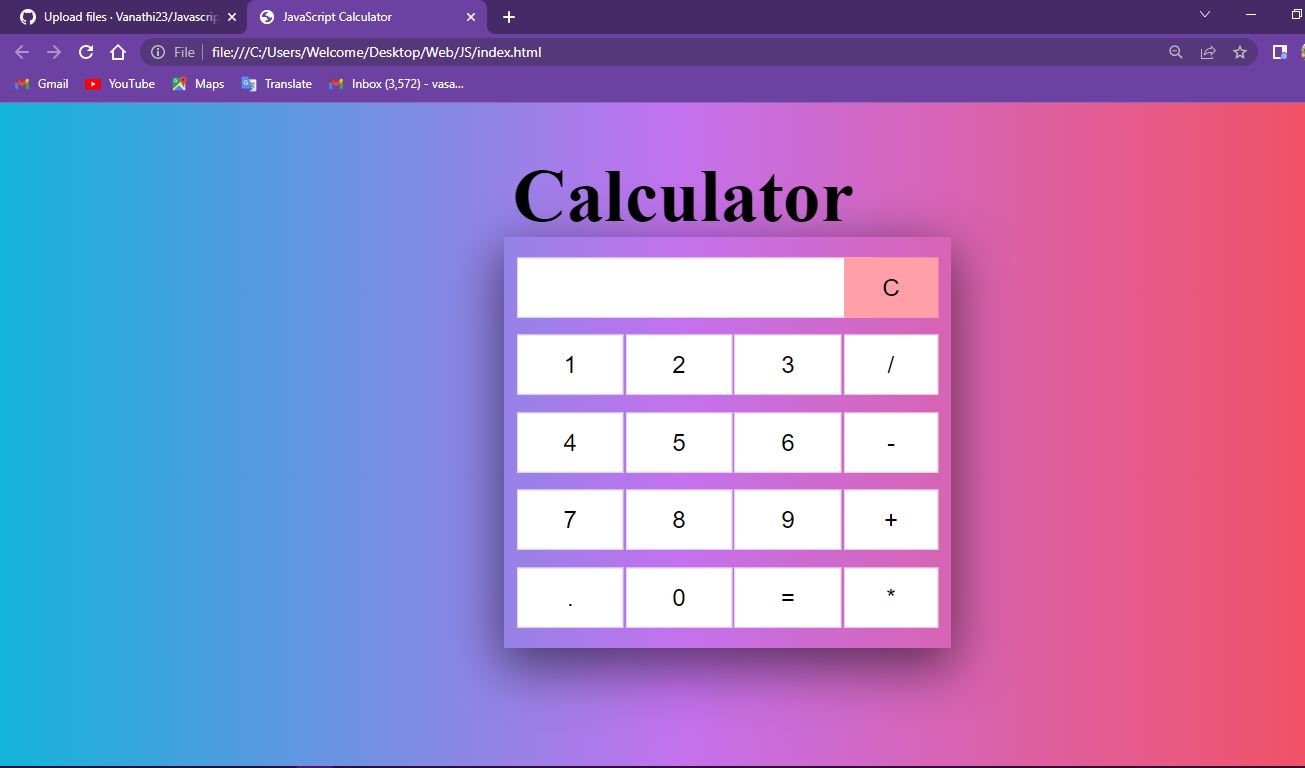 Upload files · Vanathi23/Javascrip
JavaScript Calculator
File
file:///C:/Users/Welcome/Desktop/Web/JS/index.html
Gmail YouTube Maps Translate Inbox (3,572) - vasa...
Calculator
C
1 2 3 /
4 5 6 -
7 8 9 +
. 0 = *